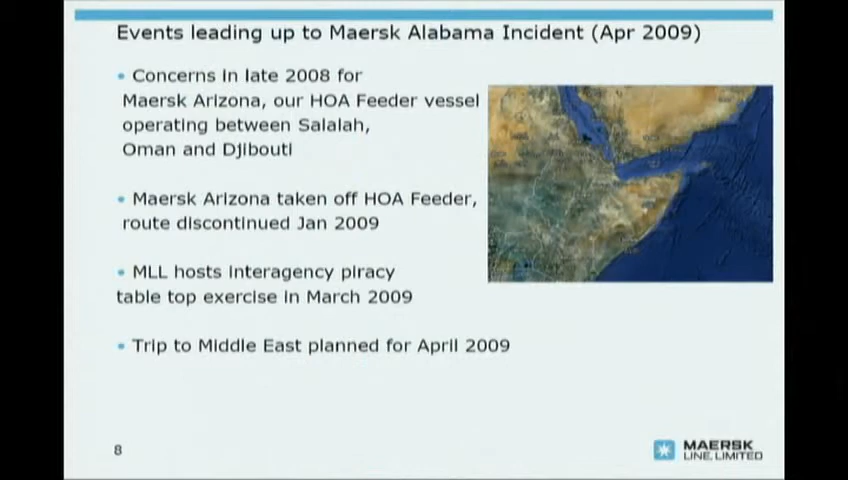 Events leading up to Maersk Alabama Incident (Apr 2009)
• Concerns in late 2008 for
Maersk Arizona, our HOA Feeder vessel
operating between Salalah,
Oman and Djibouti
• Maersk Arizona taken off HOA Feeder,
route discontinued Jan 2009
• MLL hosts interagency piracy
table top exercise in March 2009
• Trip to Middle East planned for April 2009
8
MAERSK
LINE, LIMITED